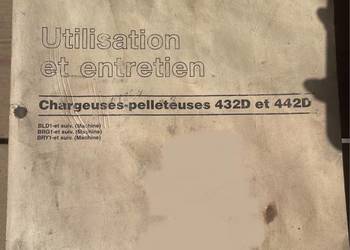 Utilisation
et entretien
Chargeuses-pelleteuses 432D et 442D
BLD1-et suiv. (Machine)
BRG1-et suiv. (Machine)
BRY1-et suiv. (Machine)